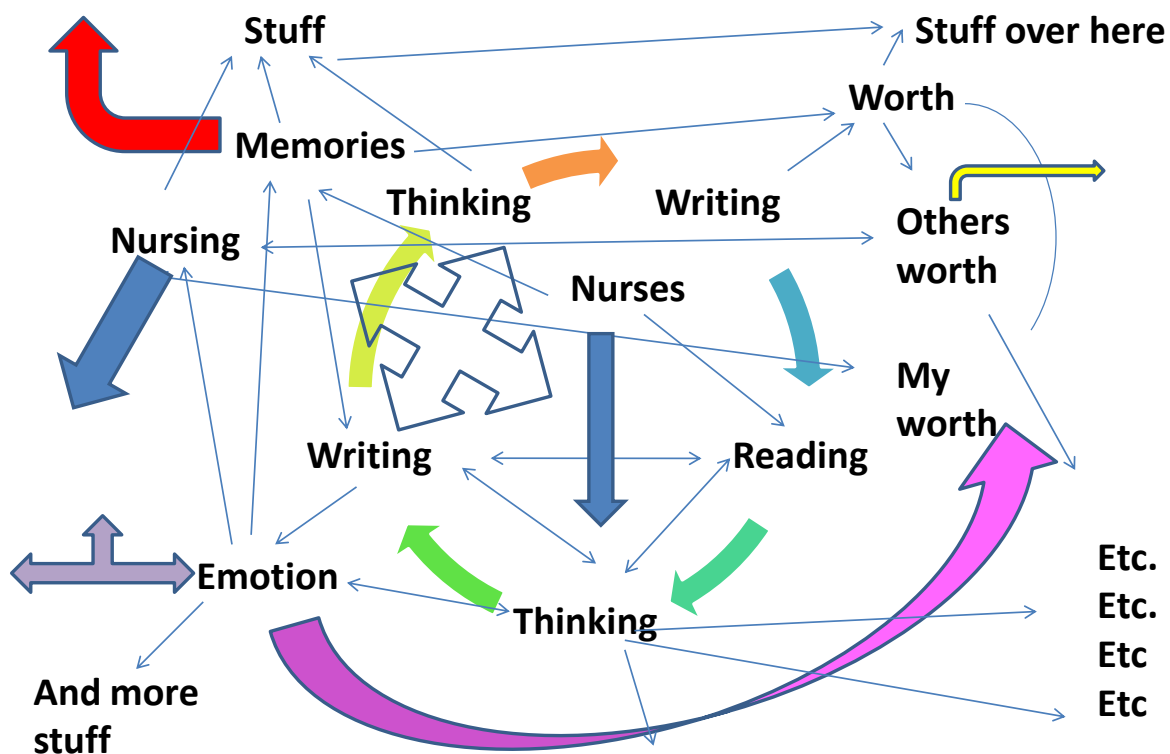 Stuff
Stuff over here
Worth
Memories
Thinking
Writing
Others
worth
Nursing
Nurses
My
worth
Writing
Reading
Emotion
Thinking
Etc.
Etc.
Etc
Etc
And more
stuff